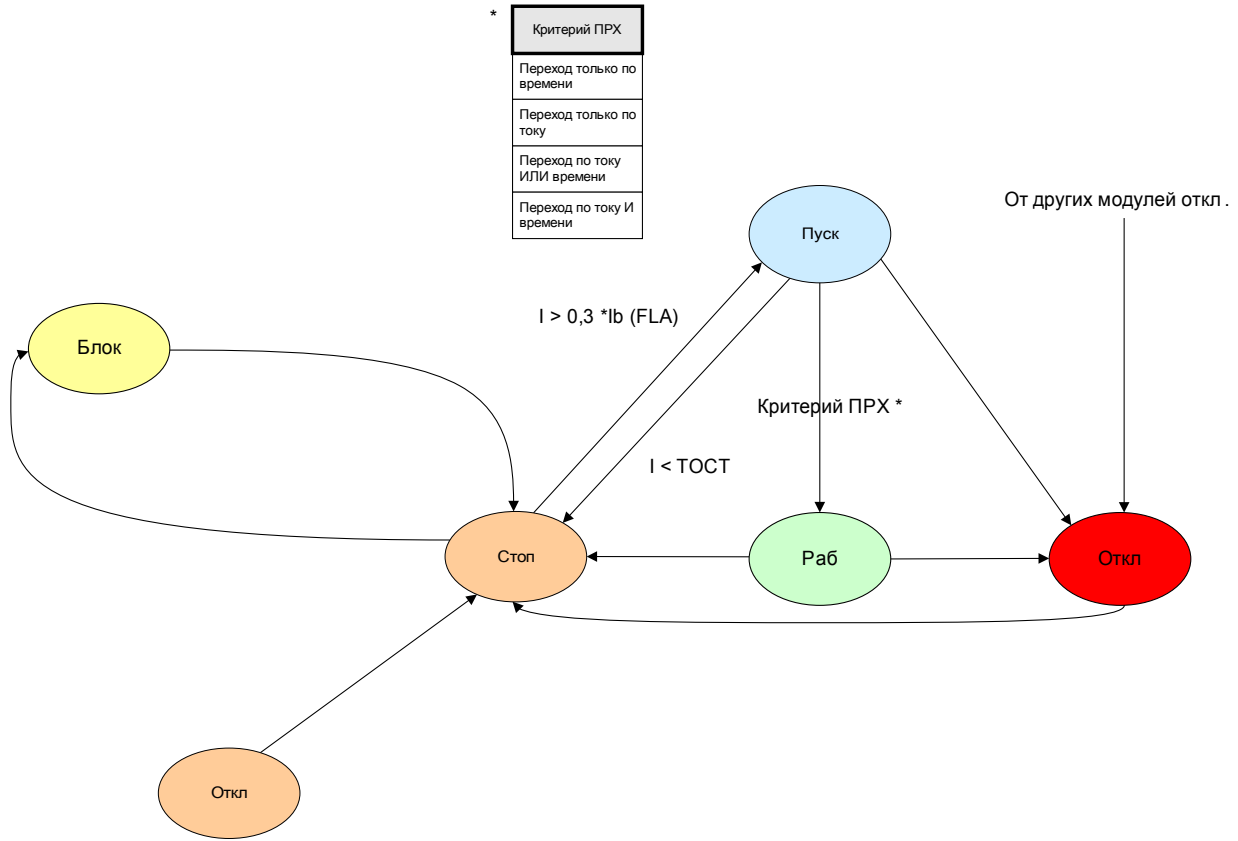 *
Критерий ПРХ
Переход только по
времени
Переход только по
току
Переход по току
ИЛИ времени
Переход по току И
времени
Пуск
От других модулей откл .
I > 0,3 *Ib (FLA)
Блок
Критерий ПРХ *
I < ТОСТ
Стоп
Раб
Откл
Откл